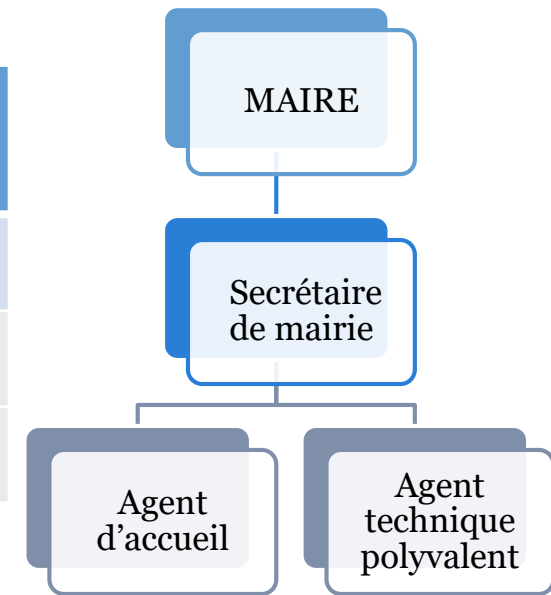 MAIRE
Secrétaire
de mairie
Agent
d’accueil
Agent
technique
polyvalent